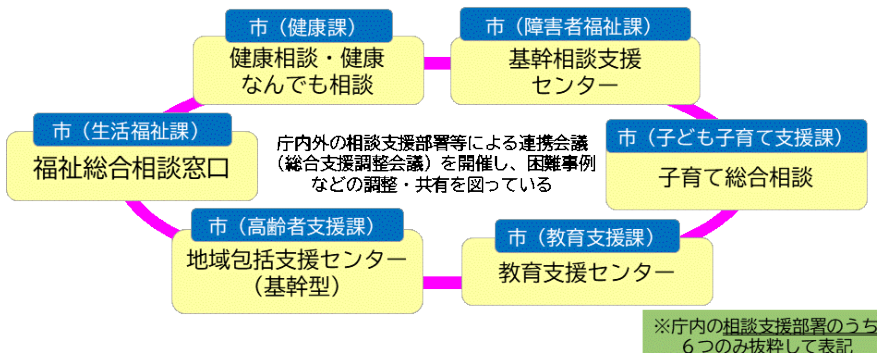 市（健康課）
健康相談・健康
なんでも相談
市（障害者福祉課）
基幹相談支援
センター
市（生活福祉課）
福祉総合相談窓口
庁内外の相談支援部署等による連携会議
（総合支援調整会議）を開催し、困難事例
などの調整・共有を図っている
市（子ども子育て支援課）
子育て総合相談
市（高齢者支援課）
地域包括支援センター
（基幹型）
市（教育支援課）
教育支援センター
※庁内の相談支援部署のうち
６つのみ抜粋して表記